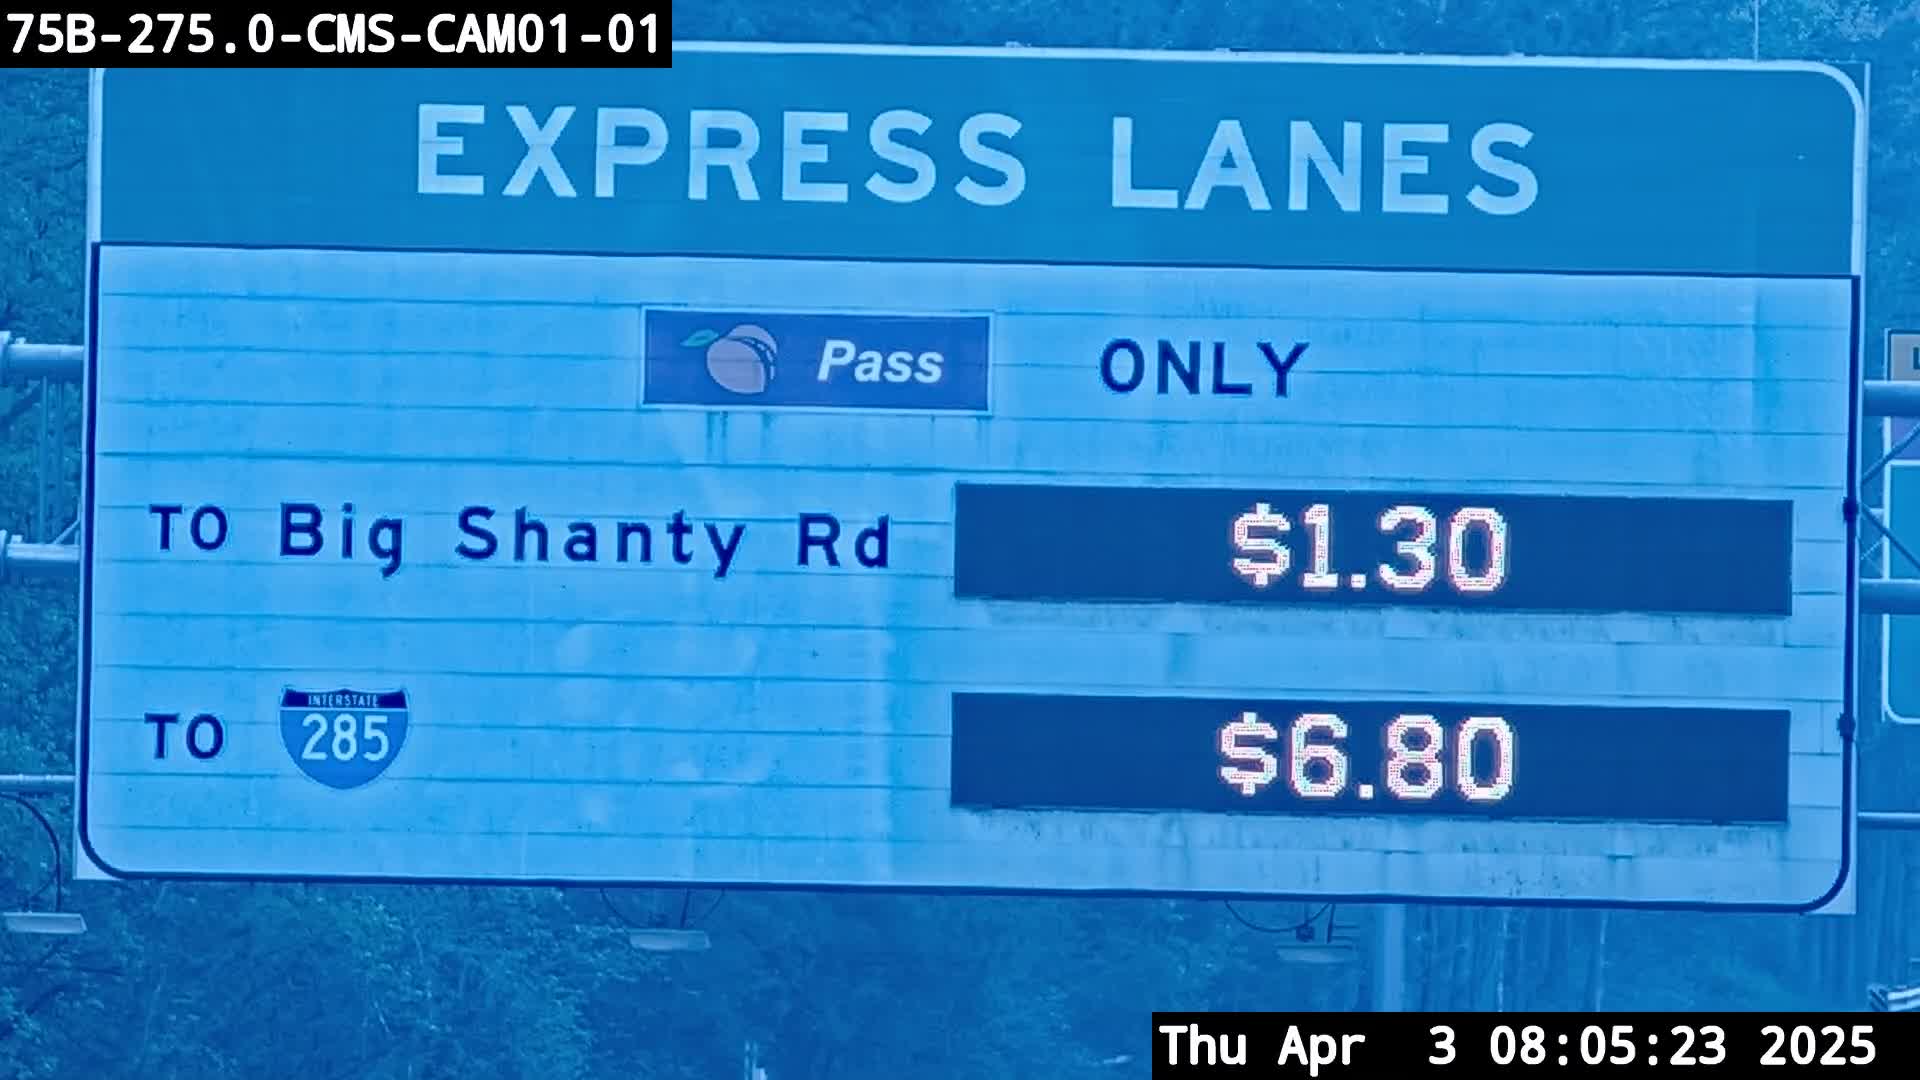 75B-275.0-CMS-CAM01-01
EXPRESS LANES
Pass ONLY
TO Big Shanty Rd $1.30
TO INTERSTATE 285 $6.80
Thu Apr 3 08:05:23 2025